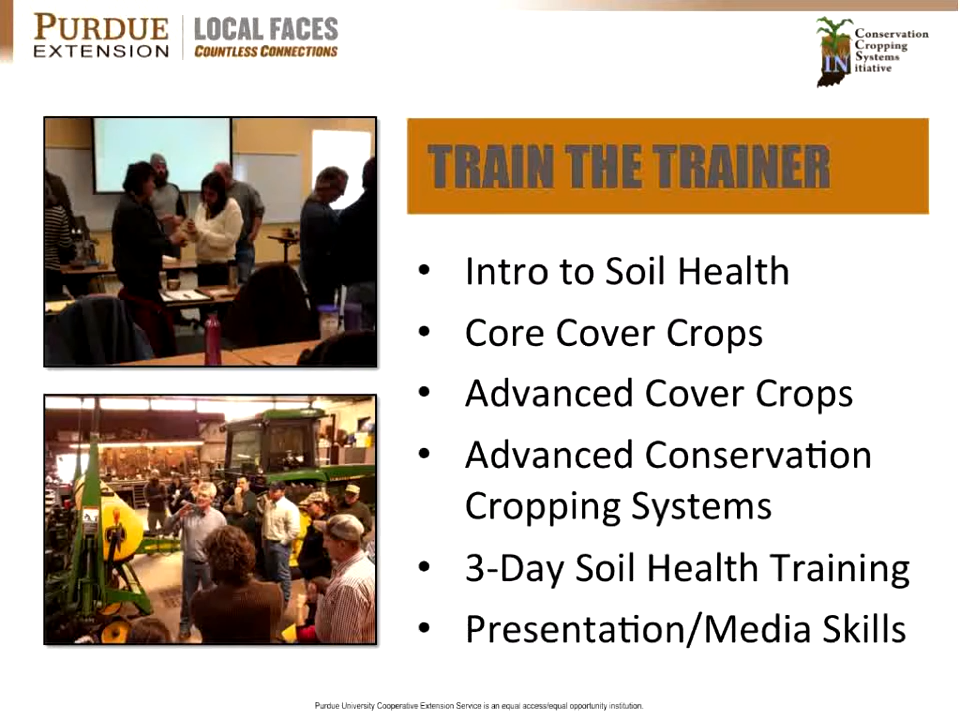 PURDUE
EXTENSION
LOCAL FACES
COUNTLESS CONNECTIONS
IN
Conservation
Cropping
Systems
itiative
TRAIN THE TRAINER
• Intro to Soil Health
• Core Cover Crops
• Advanced Cover Crops
• Advanced Conservation
Cropping Systems
• 3-Day Soil Health Training
• Presentation/Media Skills
Purdue University Cooperative Extension Service is an equal access/equal opportunity institution.